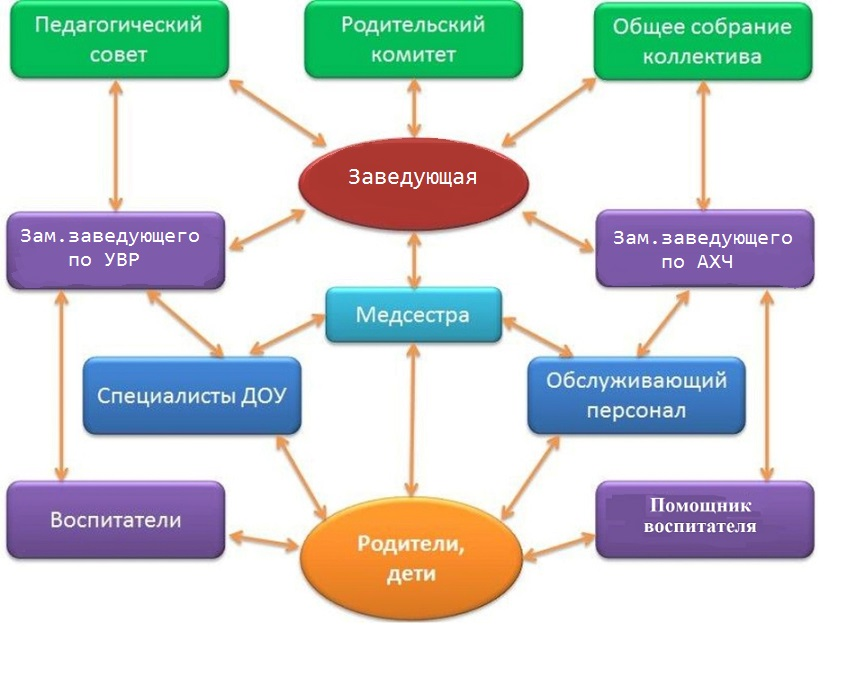 Педагогический
совет
Родительский
комитет
Общее собрание
коллектива
Заведующая
Зам.заведующего
по УВР
Зам.заведующего
по АХЧ
Медсестра
Специалисты ДОУ
Обслуживающий
персонал
Воспитатели
Родители,
дети
Помощник
воспитателя